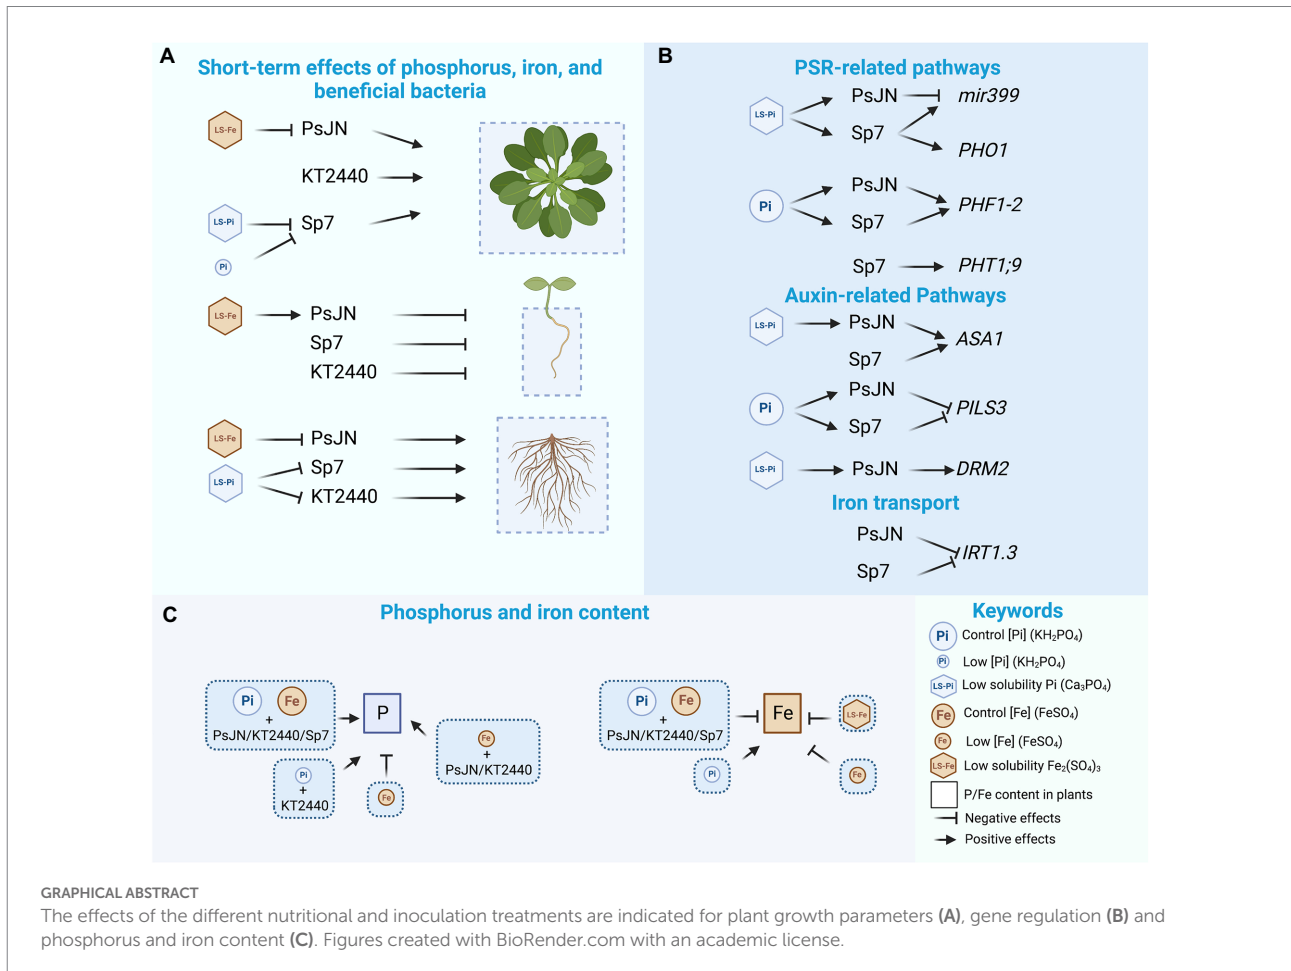 A
Short-term effects of phosphorus, iron, and
beneficial bacteria
LS-Fe
PsJN
KT2440
LS-Pi
Sp7
Pi
LS-Fe
PsJN
Sp7
KT2440
LS-Fe
PsJN
LS-Pi
Sp7
KT2440
B
PSR-related pathways
LS-Pi
PsJN
mir399
Sp7
PHO1
Pi
PsJN
PHF1-2
Sp7
Sp7
PHT1;9
Auxin-related Pathways
LS-Pi
PsJN
ASA1
Sp7
Pi
PsJN
PILS3
Sp7
LS-Pi
PsJN
DRM2
Iron transport
PsJN
IRT1.3
Sp7
C
Phosphorus and iron content
Pi Fe
+
PsJN/KT2440/Sp7
P
Pi
+
KT2440
Fe
Fe
+
PsJN/KT2440
Pi Fe
+
PsJN/KT2440/Sp7
Fe
LS-Fe
Pi
Fe
Keywords
Pi Control [Pi] (KH₂PO₄)
Pi Low [Pi] (KH₂PO₄)
LS-Pi Low solubility Pi (Ca₃PO₄)
Fe Control [Fe] (FeSO₄)
Fe Low [Fe] (FeSO₄)
LS-Fe Low solubility Fe₂(SO₄)₃
P/Fe content in plants
Negative effects
Positive effects
GRAPHICAL ABSTRACT
The effects of the different nutritional and inoculation treatments are indicated for plant growth parameters (A), gene regulation (B) and
phosphorus and iron content (C). Figures created with BioRender.com with an academic license.